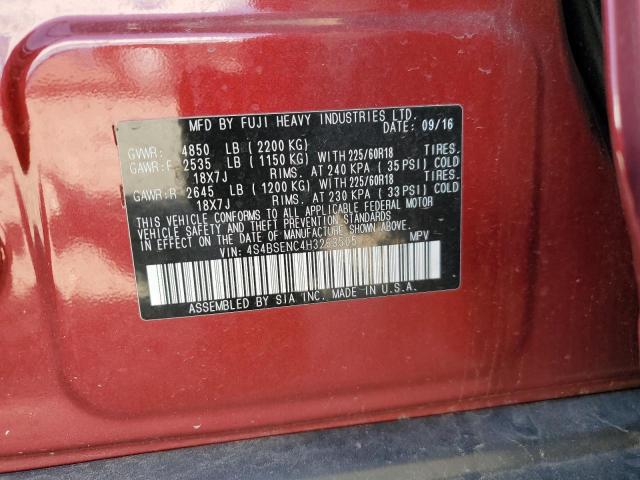 MFD BY FUJI HEAVY INDUSTRIES LTD.
DATE: 09/16
GVWR: 4850 LB (2200 KG)
GAWR:F 2535 LB (1150 KG) WITH 225/60R18 TIRES.
18X7J RIMS. AT 240 KPA (35 PSI) COLD
GAWR:R 2645 LB (1200 KG) WITH 225/60R18 TIRES.
18X7J RIMS. AT 230 KPA (33 PSI) COLD
THIS VEHICLE CONFORMS TO ALL APPLICABLE FEDERAL MOTOR
VEHICLE SAFETY AND THEFT PREVENTION STANDARDS
IN EFFECT ON THE DATE OF MANUFACTURE SHOWN ABOVE.
VIN: MPV
ASSEMBLED BY SIA INC. MADE IN U.S.A.